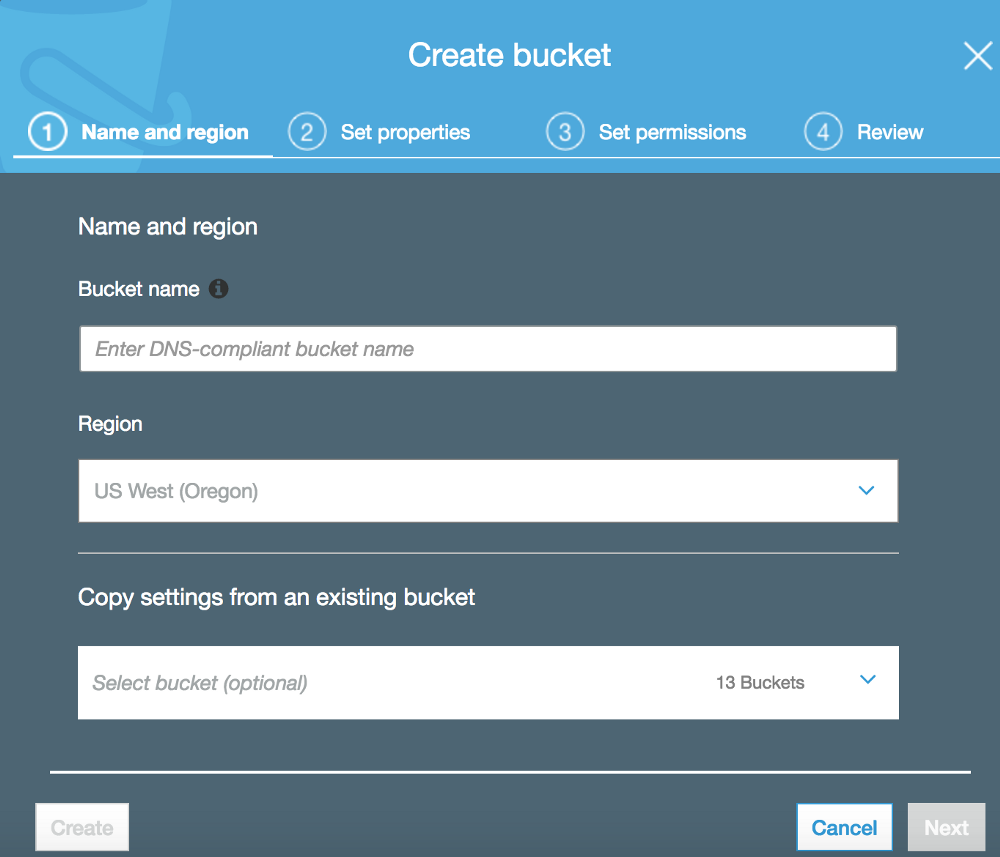 Create bucket
1 Name and region 2 Set properties 3 Set permissions 4 Review
Name and region
Bucket name
Enter DNS-compliant bucket name
Region
US West (Oregon)
Copy settings from an existing bucket
Select bucket (optional) 13 Buckets
Create Cancel Next